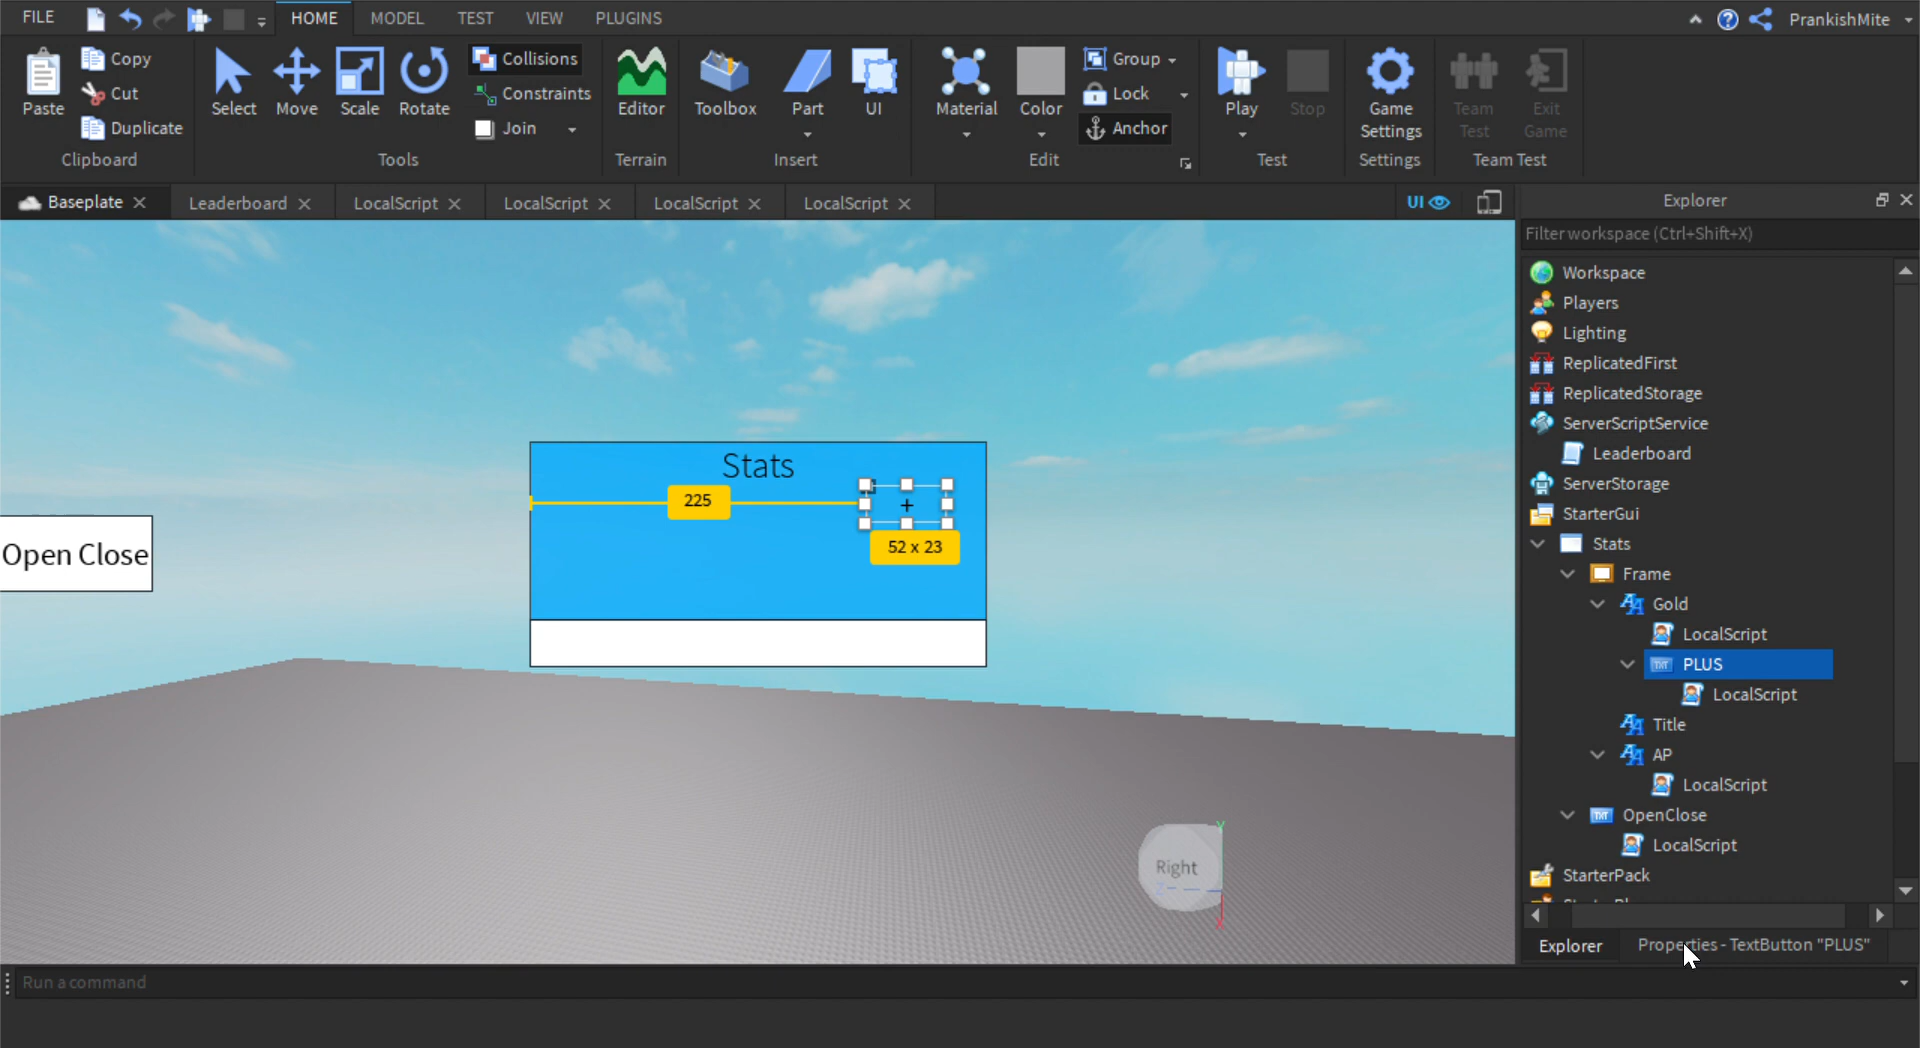 FILE
HOME
MODEL
TEST
VIEW
PLUGINS
PrankishMite
Paste
Copy
Cut
Duplicate
Clipboard
Select
Move
Scale
Rotate
Collisions
Constraints
Join
Tools
Editor
Terrain
Toolbox
Part
UI
Insert
Material
Color
Group
Lock
Anchor
Edit
Play
Stop
Test
Game
Settings
Settings
Team
Test
Exit
Game
Team Test
Baseplate
Leaderboard
LocalScript
LocalScript
LocalScript
LocalScript
UI
Explorer
Filter workspace (Ctrl+Shift+X)
Workspace
Players
Lighting
ReplicatedFirst
ReplicatedStorage
ServerScriptService
Leaderboard
ServerStorage
StarterGui
Stats
Frame
Gold
LocalScript
PLUS
LocalScript
Title
AP
LocalScript
OpenClose
LocalScript
StarterPack
Stats
225
+
52 x 23
Open Close
Right
Y
Z
X
Explorer
Properties - TextButton "PLUS"
Run a command